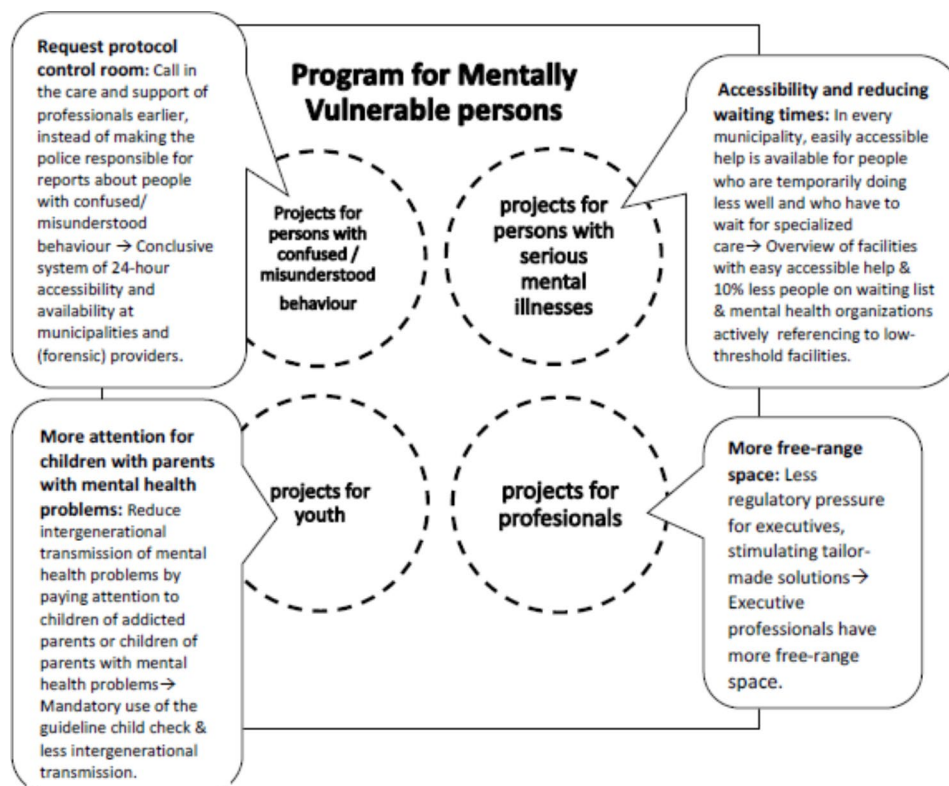 Request protocol
control room: Call in
the care and support of
professionals earlier,
instead of making the
police responsible for
reports about people
with confused/
misunderstood
behaviour → Conclusive
system of 24-hour
accessibility and
availability at
municipalities and
(forensic) providers.
Program for Mentally
Vulnerable persons
Accessibility and reducing
waiting times: In every
municipality, easily accessible
help is available for people
who are temporarily doing
less well and who have to
wait for specialized
care→ Overview of facilities
with easy accessible help &
10% less people on waiting list
& mental health organizations
actively referencing to low-
threshold facilities.
Projects for
persons with
confused /
misunderstood
behaviour
projects for
persons with
serious
mental
illnesses
More attention for
children with parents
with mental health
problems: Reduce
intergenerational
transmission of mental
health problems by
paying attention to
children of addicted
parents or children of
parents with mental
health problems→
Mandatory use of the
guideline child check &
less intergenerational
transmission.
projects for
youth
projects for
profesionals
More free-range
space: Less
regulatory pressure
for executives,
stimulating tailor-
made solutions→
Executive
professionals have
more free-range
space.